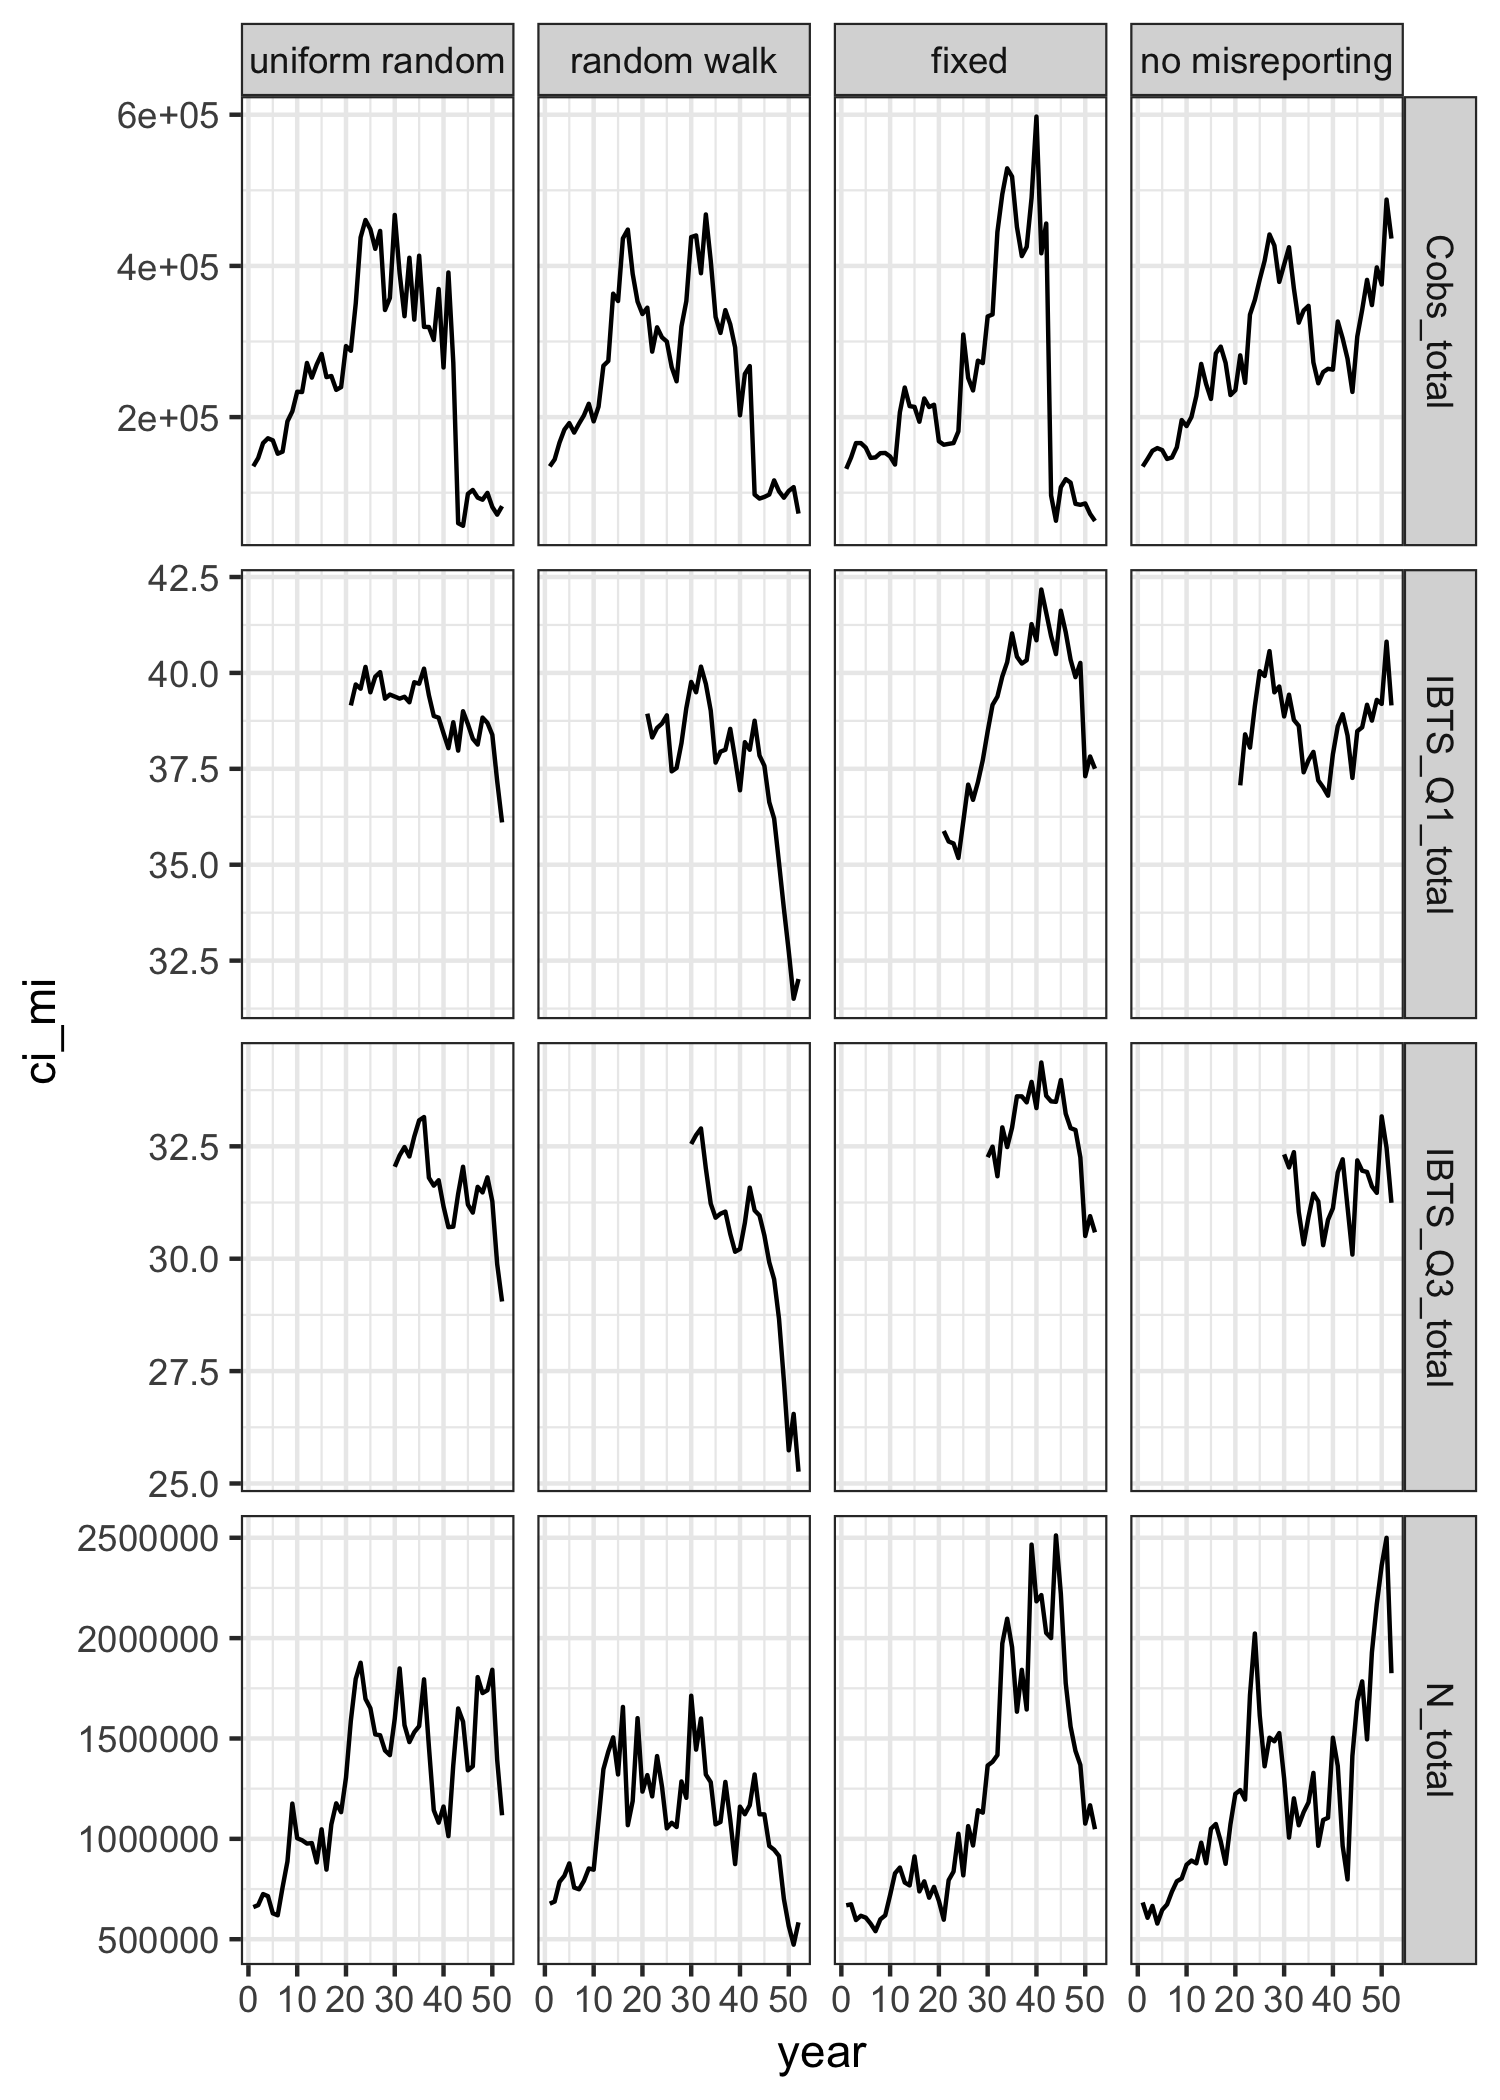 uniform random random walk fixed no misreporting
6e+05
4e+05
2e+05
Cobs_total
42.5
40.0
37.5
35.0
32.5
IBTS_Q1_total
32.5
30.0
27.5
25.0
IBTS_Q3_total
2500000
2000000
1500000
1000000
500000
N_total
0 10 20 30 40 50 0 10 20 30 40 50 0 10 20 30 40 50 0 10 20 30 40 50
year
ci_mi